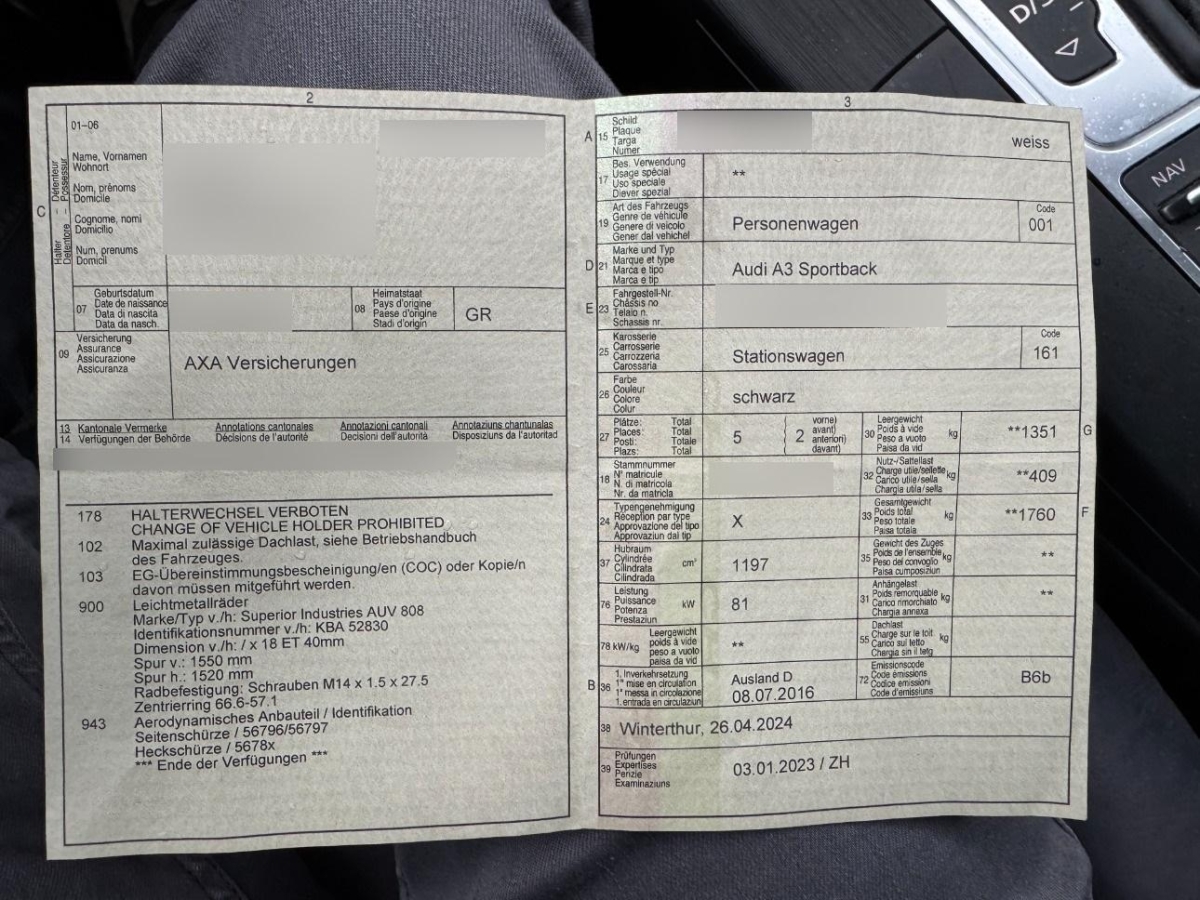 2
01-06
C
Halter - Détenteur
Detentore - Possessur
Name, Vornamen
Wohnort
Nom, prénoms
Domicile
Cognome, nomi
Domicilio
Num, prenums
Domicil
07
Geburtsdatum
Date de naissance
Data di nascita
Data da nasch.
08
Heimatstaat
Pays d'origine
Paese d'origine
Stadi d'origin
GR
09
Versicherung
Assurance
Assicurazione
Assicuranza
AXA Versicherungen
13 Kantonale Vermerke Annotations cantonales Annotazioni cantonali Annotaziuns chantunalas
14 Verfügungen der Behörde Décisions de l'autorité Decisioni dell'autorità Disposiziuns da l'autoritad
178 HALTERWECHSEL VERBOTEN
CHANGE OF VEHICLE HOLDER PROHIBITED
102 Maximal zulässige Dachlast, siehe Betriebshandbuch
des Fahrzeuges.
103 EG-Übereinstimmungsbescheinigung/en (COC) oder Kopie/n
davon müssen mitgeführt werden.
900 Leichtmetallräder
Marke/Typ v./h: Superior Industries AUV 808
Identifikationsnummer v./h: KBA 52830
Dimension v./h: / x 18 ET 40mm
Spur v.: 1550 mm
Spur h.: 1520 mm
Radbefestigung: Schrauben M14 x 1.5 x 27.5
Zentrierring 66.6-57.1
943 Aerodynamisches Anbauteil / Identifikation
Seitenschürze / 56796/56797
Heckschürze / 5678x
*** Ende der Verfügungen ***
3
A 15
Schild
Plaque
Targa
Numer
weiss
17
Bes. Verwendung
Usage spécial
Uso speciale
Diever spezial
**
19
Art des Fahrzeugs
Genre de véhicule
Genere di veicolo
Gener dal vehichel
Personenwagen
Code
001
D 21
Marke und Typ
Marque et type
Marca e tipo
Marca e tip
Audi A3 Sportback
E 23
Fahrgestell-Nr.
Châssis no
Telaio n.
Schassis nr.
25
Karosserie
Carrosserie
Carrozzeria
Carossaria
Stationswagen
Code
161
26
Farbe
Couleur
Colore
Colur
schwarz
27
Plätze: Total
Places: Total
Posti: Totale
Plazs: Total
5
2
vorne)
avant)
anteriori)
davant)
30
Leergewicht
Poids à vide
Peso a vuoto
Paisa da vid
kg
**1351
G
18
Stammnummer
N° matricule
N. di matricola
Nr. da matricla
32
Nutz-/Sattellast
Charge utile/sellette
Carico utile/sella
Chargia utila/sella
kg
**409
24
Typengenehmigung
Réception par type
Approvazione del tipo
Approvaziun dal tip
X
33
Gesamtgewicht
Poids total
Peso totale
Paisa totala
kg
**1760
F
37
Hubraum
Cylindrée
Cilindrata
Cilindrada
cm³
1197
35
Gewicht des Zuges
Poids de l'ensemble
Peso del convoglio
Paisa cumposiziun
kg
**
76
Leistung
Puissance
Potenza
Prestaziun
kW
81
31
Anhängelast
Poids remorquable
Carico rimorchiato
Chargia annexa
kg
**
78 kW/kg
Leergewicht
poids à vide
peso a vuoto
paisa da vid
**
55
Dachlast
Charge sur le toit
Carico sul tetto
Chargia sin il tetg
kg
B 36
1. Inverkehrsetzung
1re mise en circulation
1a messa in circolazione
1. entrada en circulaziun
Ausland D
08.07.2016
72
Emissionscode
Code émissions
Codice emissioni
Code d'emissiuns
B6b
38 Winterthur, 26.04.2024
39
Prüfungen
Expertises
Perizie
Examinaziuns
03.01.2023 / ZH
D/S
NAV